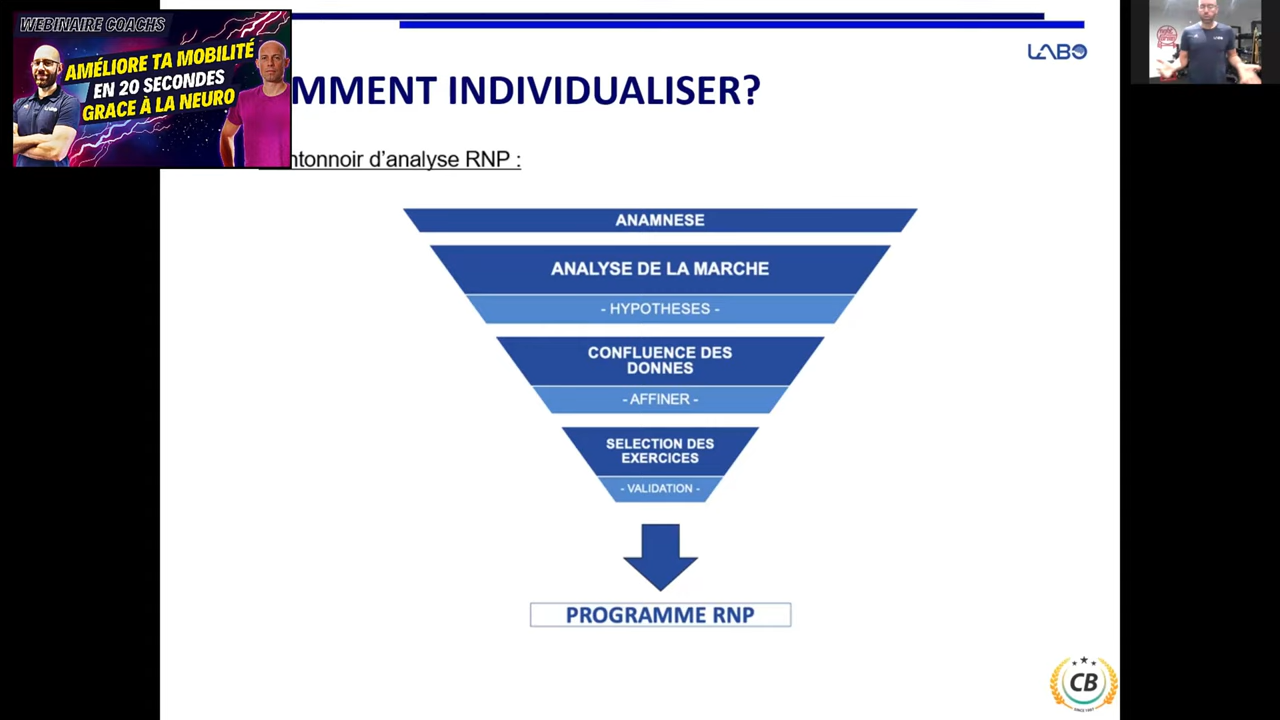 WEBINAIRE COACHS
AMÉLIORE TA MOBILITÉ
EN 20 SECONDES
GRACE À LA NEURO
LABO
MMENT INDIVIDUALISER?
ntonnoir d'analyse RNP :
ANAMNESE
ANALYSE DE LA MARCHE
- HYPOTHESES -
CONFLUENCE DES
DONNES
- AFFINER -
SELECTION DES
EXERCICES
- VALIDATION -
PROGRAMME RNP
CB